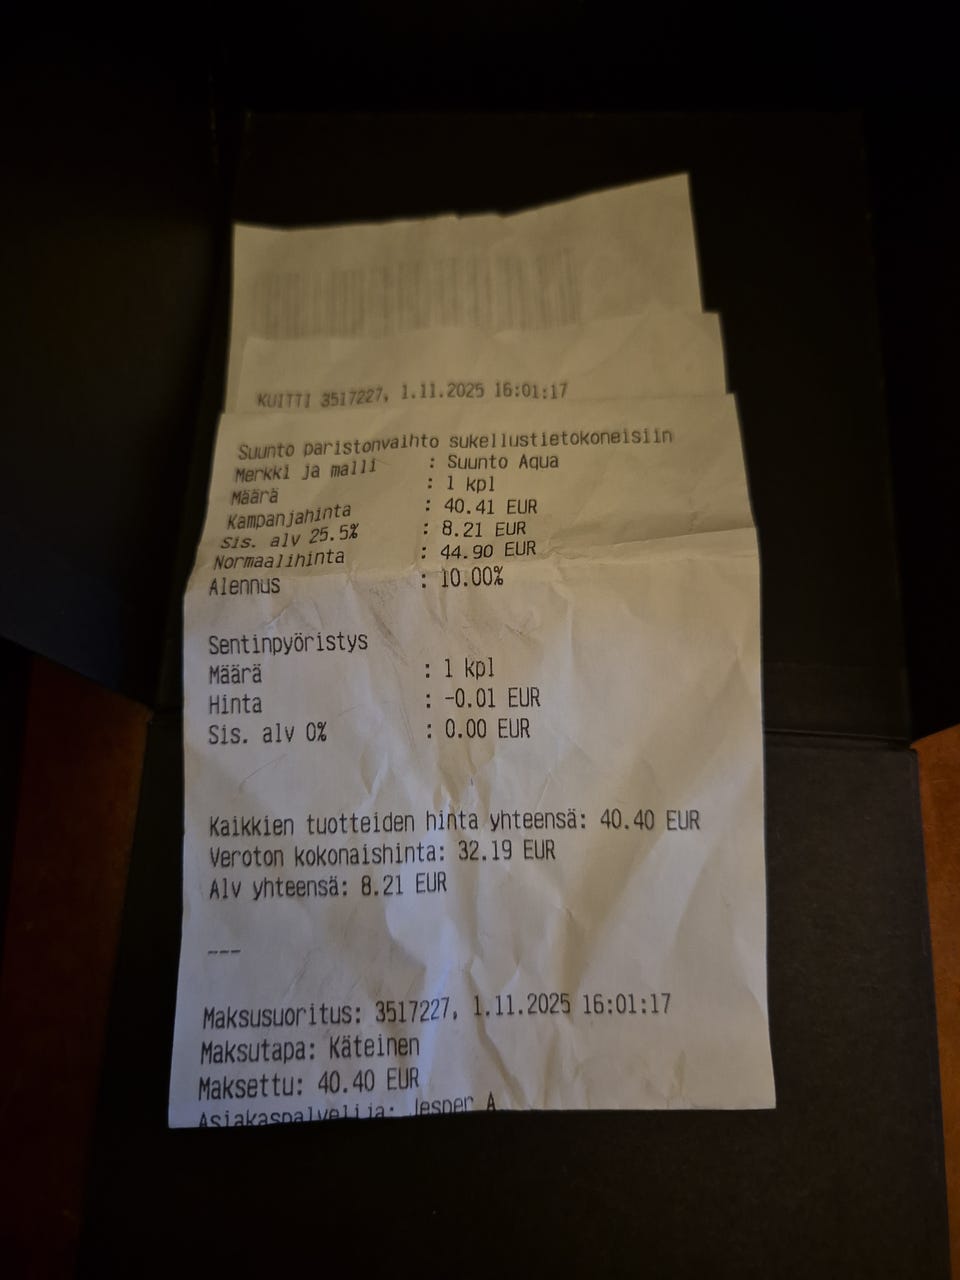 KUITTI 3517227, 1.11.2025 16:01:17
Suunto paristonvaihto sukellustietokoneisiin
Merkki ja malli : Suunto Aqua
Määrä : 1 kpl
Kampanjahinta : 40.41 EUR
Sis. alv 25.5% : 8.21 EUR
Normaalihinta : 44.90 EUR
Alennus : 10.00%
Sentinpyöristys
Määrä : 1 kpl
Hinta : -0.01 EUR
Sis. alv 0% : 0.00 EUR
Kaikkien tuotteiden hinta yhteensä: 40.40 EUR
Veroton kokonaishinta: 32.19 EUR
Alv yhteensä: 8.21 EUR
---
Maksusuoritus: 3517227, 1.11.2025 16:01:17
Maksutapa: Käteinen
Maksettu: 40.40 EUR
Asiakaspalvelija: Jesper A